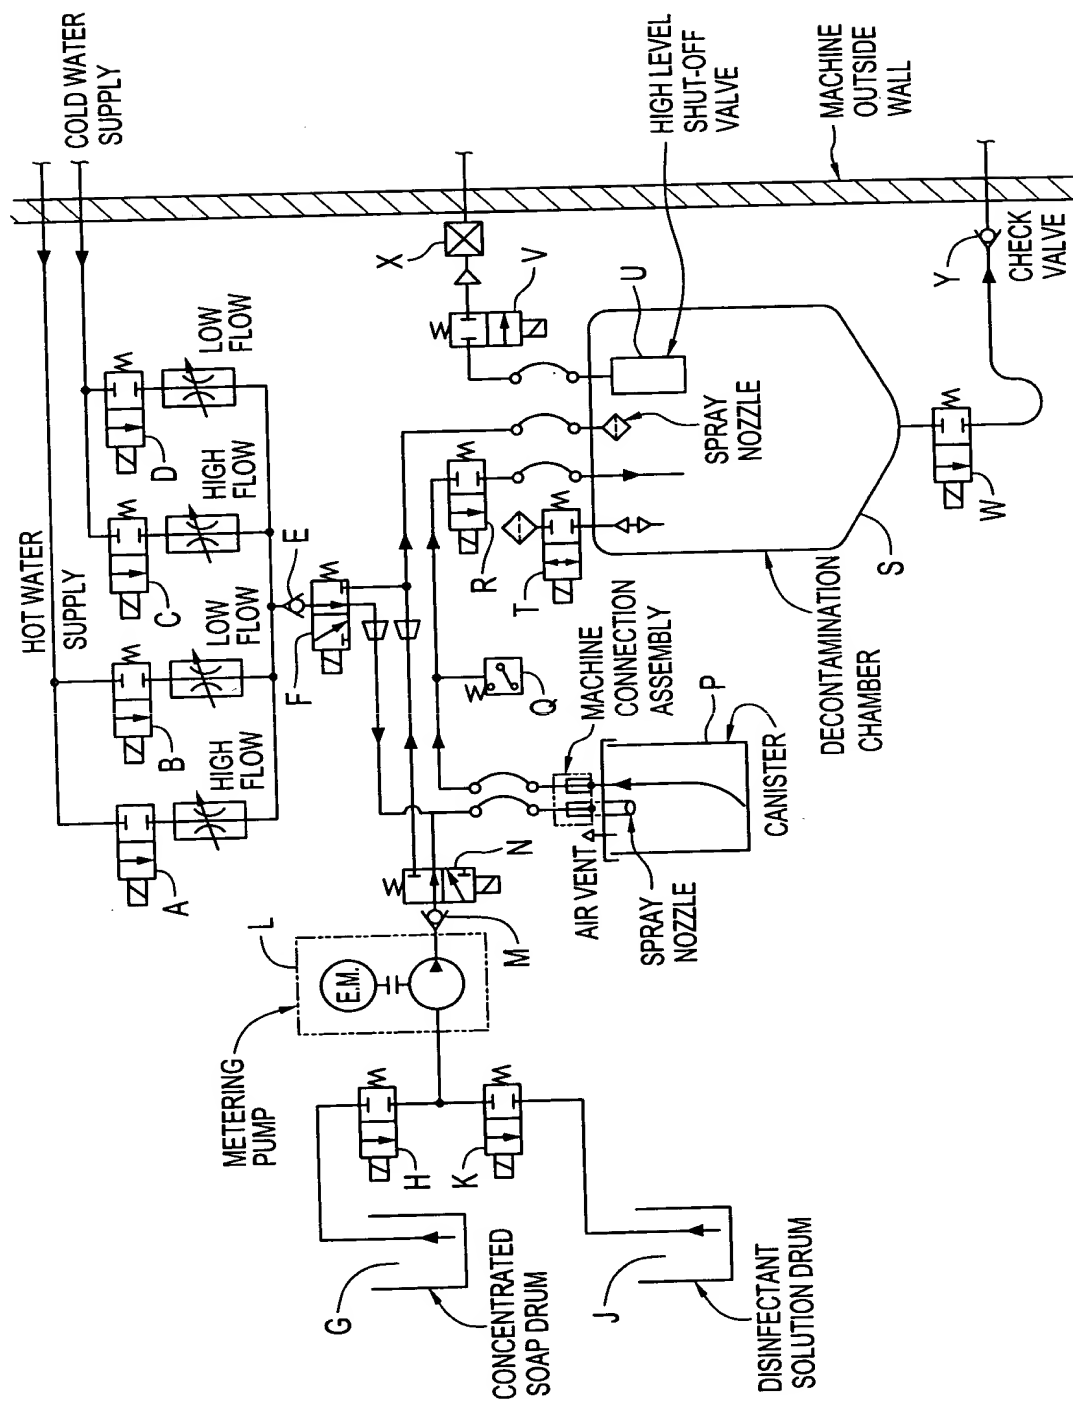 HOT WATER
SUPPLY
COLD WATER
SUPPLY
A
HIGH
FLOW
B
LOW
FLOW
C
HIGH
FLOW
D
LOW
FLOW
E
F
X
V
U
HIGH LEVEL
SHUT-OFF
VALVE
MACHINE
OUTSIDE
WALL
Y
CHECK
VALVE
W
S
DECONTAMINATION
CHAMBER
SPRAY
NOZZLE
R
T
Q
MACHINE
CONNECTION
ASSEMBLY
P
CANISTER
AIR VENT
SPRAY
NOZZLE
N
M
L
E.M.
METERING
PUMP
H
K
G
CONCENTRATED
SOAP DRUM
J
DISINFECTANT
SOLUTION DRUM